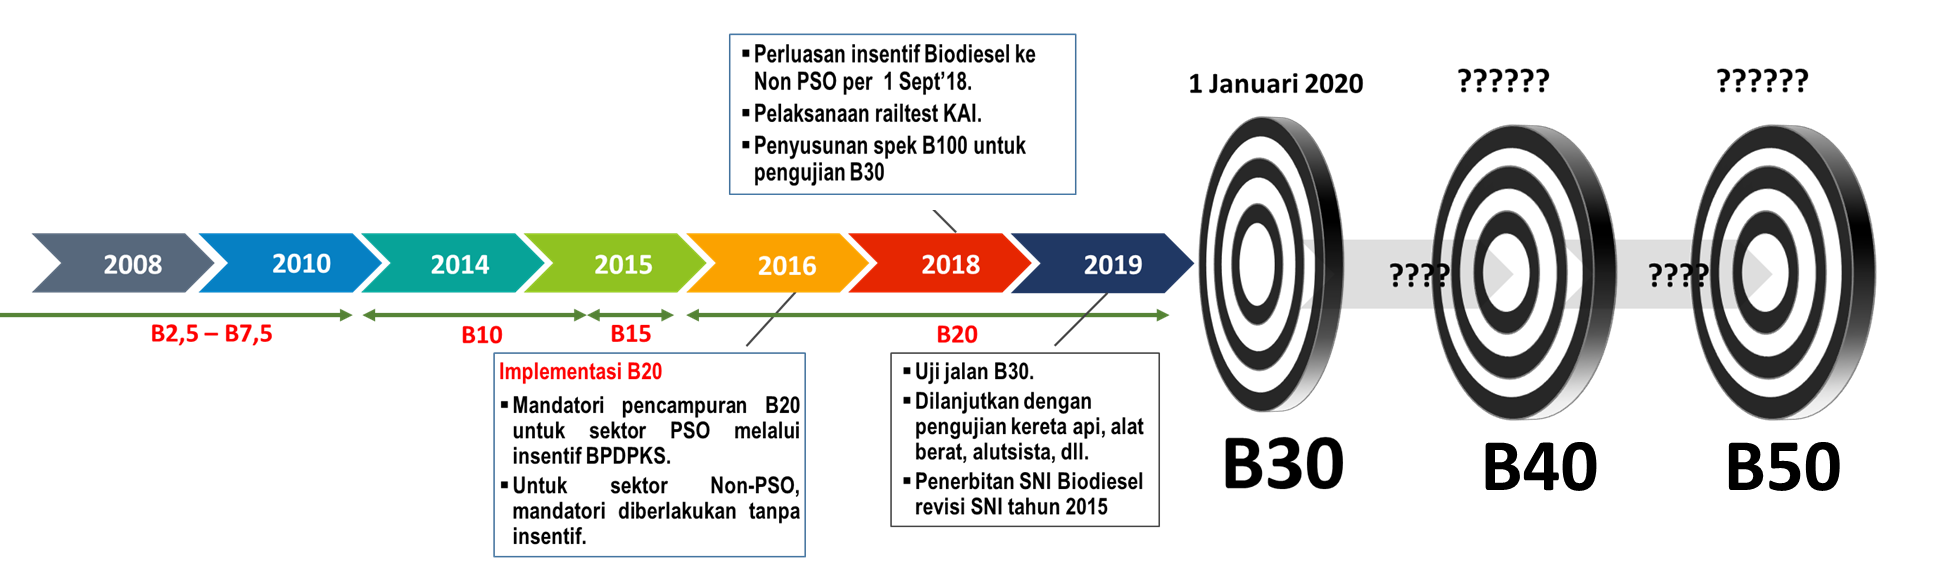 ▪ Perluasan insentif Biodiesel ke
Non PSO per 1 Sept’18.
▪ Pelaksanaan railtest KAI.
▪ Penyusunan spek B100 untuk
pengujian B30
1 Januari 2020
??????
??????
2008
2010
2014
2015
2016
2018
2019
????
????
B2,5 – B7,5
B10
B15
B20
Implementasi B20
▪ Mandatori pencampuran B20
untuk sektor PSO melalui
insentif BPDPKS.
▪ Untuk sektor Non-PSO,
mandatori diberlakukan tanpa
insentif.
▪ Uji jalan B30.
▪ Dilanjutkan dengan
pengujian kereta api, alat
berat, alutsista, dll.
▪ Penerbitan SNI Biodiesel
revisi SNI tahun 2015
B30
B40
B50